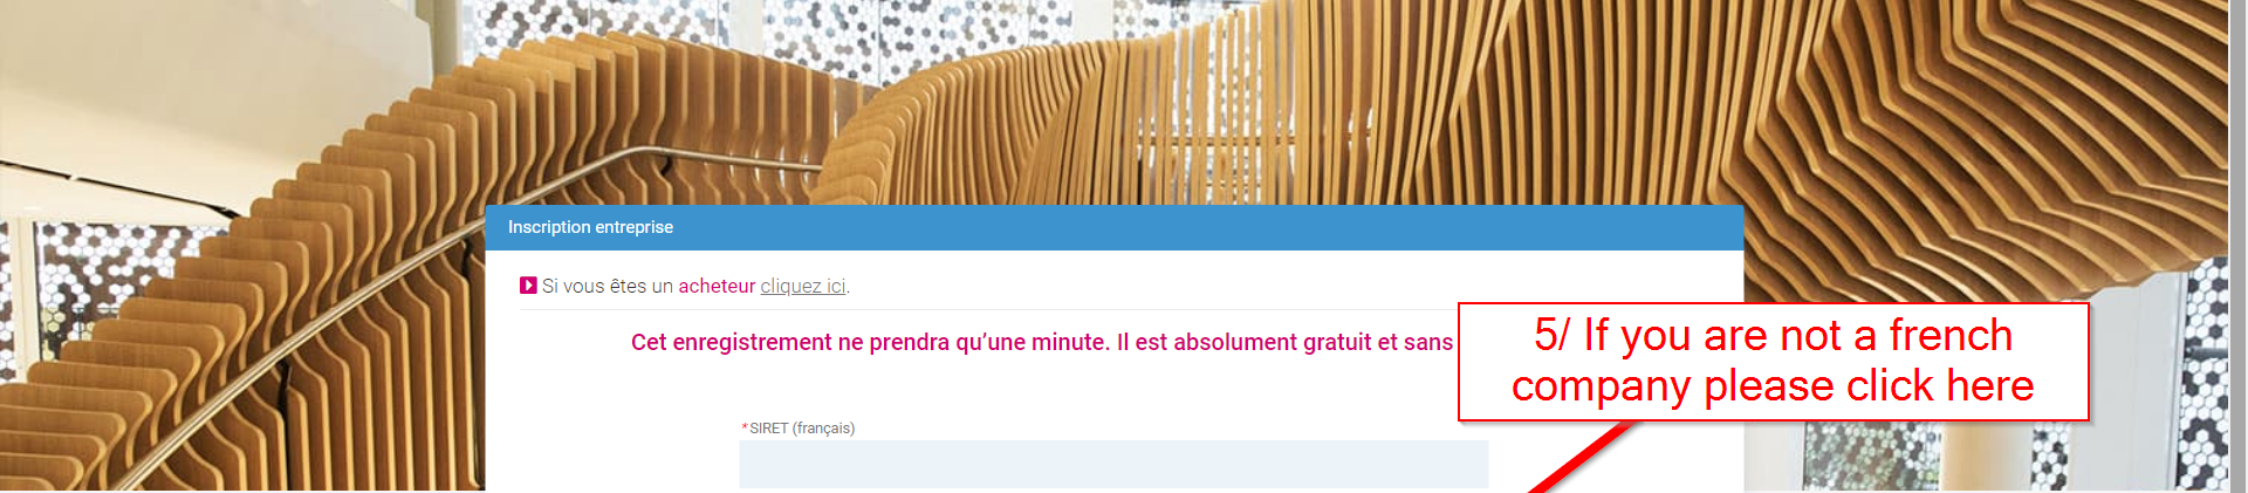 Inscription entreprise
Si vous êtes un acheteur cliquez ici.
Cet enregistrement ne prendra qu’une minute. Il est absolument gratuit et sans
5/ If you are not a french
company please click here
*SIRET (français)